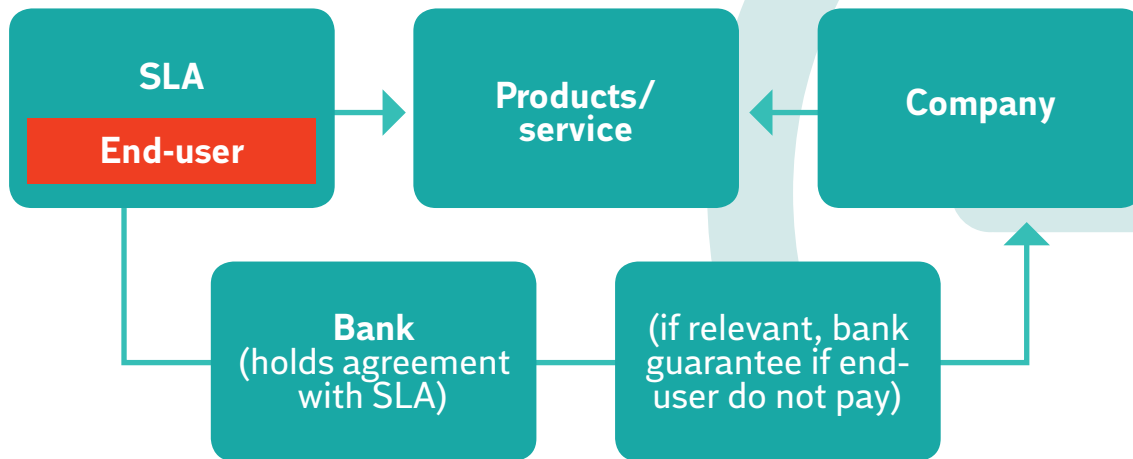 SLA
End-user
Products/
service
Company
Bank
(holds agreement
with SLA)
(if relevant, bank
guarantee if end-
user do not pay)